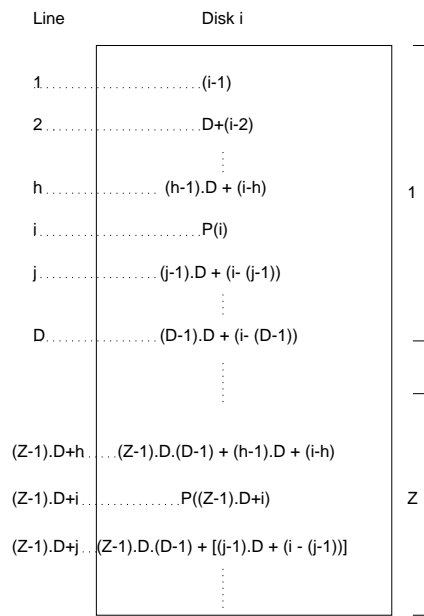 Line Disk i
1 (i-1)
2 D+(i-2)
h (h-1).D + (i-h)
1
i P(i)
j (j-1).D + (i- (j-1))
D (D-1).D + (i- (D-1))
(Z-1).D+h (Z-1).D.(D-1) + (h-1).D + (i-h)
(Z-1).D+i P((Z-1).D+i) Z
(Z-1).D+j (Z-1).D.(D-1) + [(j-1).D + (i - (j-1))]